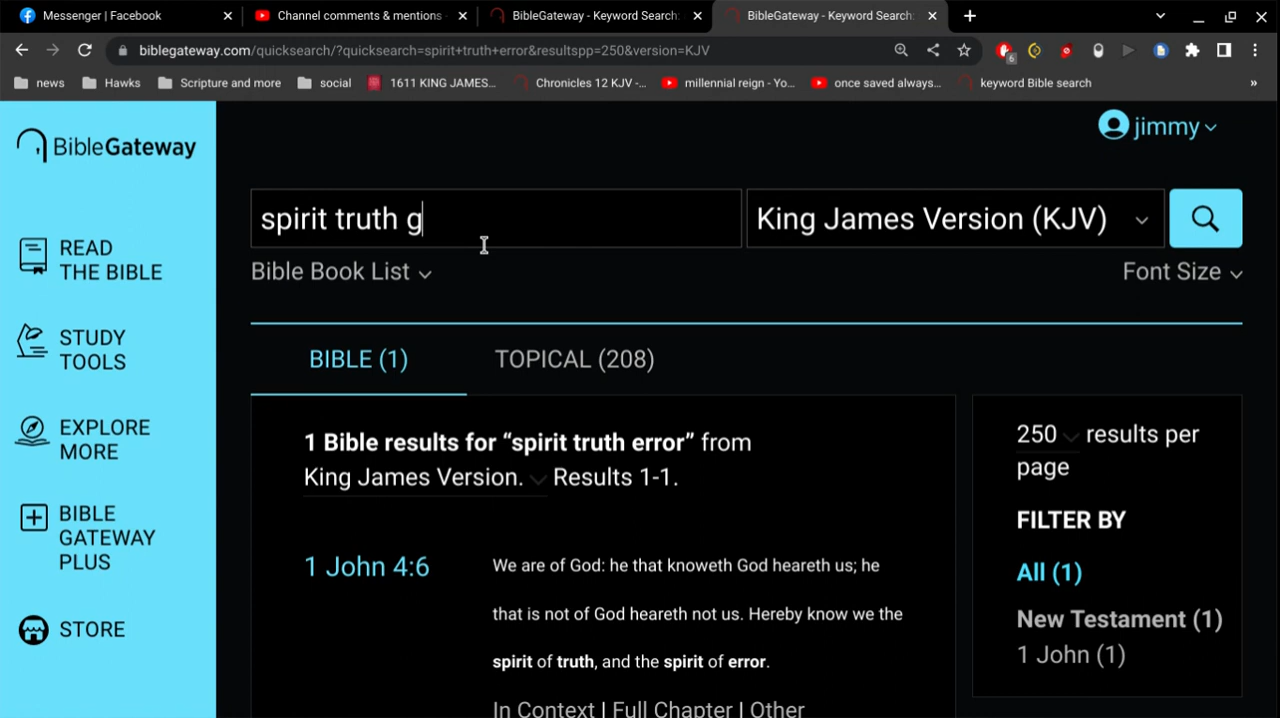 Messenger | Facebook
Channel comments & mentions -
BibleGateway - Keyword Search:
BibleGateway - Keyword Search:
biblegateway.com/quicksearch/?quicksearch=spirit+truth+error&resultspp=250&version=KJV
6
news
Hawks
Scripture and more
social
1611 KING JAMES...
Chronicles 12 KJV -...
millennial reign - Yo...
once saved always...
keyword Bible search
»
BibleGateway
jimmy
spirit truth g
King James Version (KJV)
Bible Book List
Font Size
READ
THE BIBLE
STUDY
TOOLS
EXPLORE
MORE
BIBLE
GATEWAY
PLUS
STORE
BIBLE (1)
TOPICAL (208)
1 Bible results for “spirit truth error” from
King James Version. Results 1-1.
1 John 4:6
We are of God: he that knoweth God heareth us; he
that is not of God heareth not us. Hereby know we the
spirit of truth, and the spirit of error.
In Context | Full Chapter | Other
250 results per
page
FILTER BY
All (1)
New Testament (1)
1 John (1)